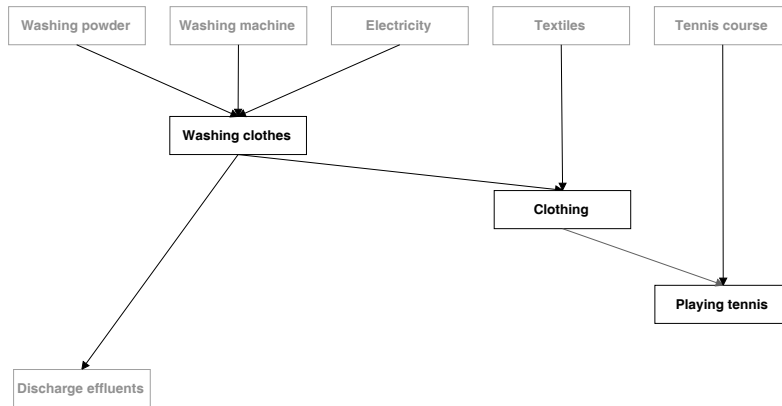 Washing powder
Washing machine
Electricity
Textiles
Tennis course
Washing clothes
Clothing
Playing tennis
Discharge effluents